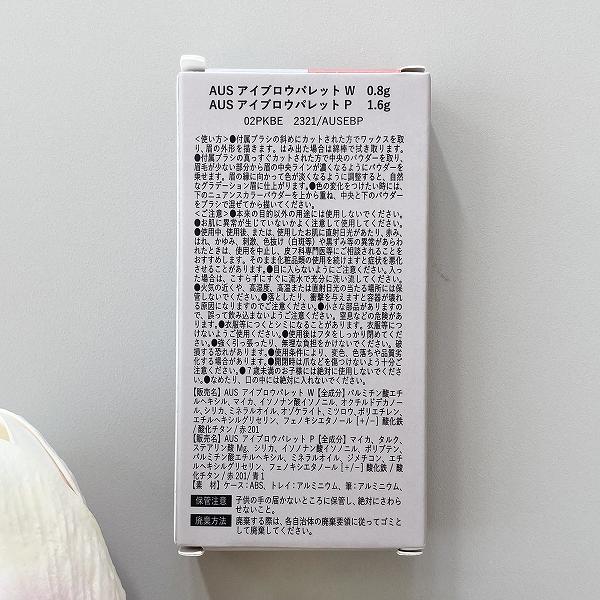 AUS アイブロウパレット W 0.8g
AUS アイブロウパレット P 1.6g
02PKBE 2321/AUSEBP
<使い方>●付属ブラシの斜めにカットされた方でワックスを取
り、眉の外形を描きます。はみ出た場合は綿棒で拭き取ります。
●付属ブラシの真っすぐカットされた方で中央のパウダーを取り、
眉毛が少ない部分から眉の中央ラインが濃くなるようにパウダーを
乗せます。眉の縁に向かって色が淡くなるように調整すると、自然
なグラデーション眉に仕上がります。●色の変化をつけたい時には、
下のニュアンスカラーパウダーを上から重ね、中央と下のパウダー
をブラシで混ぜてから描いてください。
<ご注意>●本来の目的以外の用途には使用しないでください。
●お肌に異常が生じていないかよく注意して使用してください。
●使用中、使用後、または、使用したお肌に直射日光があたり、赤み、
はれ、かゆみ、刺激、色抜け(白斑等)や黒ずみ等の異常があらわ
れたときは、使用を中止し、皮フ科専門医等にご相談されることを
おすすめします。そのまま化粧品類の使用を続けますと症状を悪化
させることがあります。●目に入らないようにご注意ください。入っ
た場合は、こすらずにすぐに流水で充分に洗い流してください。
●火気の近くや、高湿度、高温または直射日光の当たる場所には保
管しないでください。●落としたり、衝撃を与えますと容器が壊れ
る原因になりますのでご注意ください。●小さな部品がありますの
で、誤って飲み込まないようご注意ください。窒息などの危険があ
ります。●衣服等につくとシミになることがあります。衣服等につ
けないようご使用ください。●使用後はフタをしっかり閉めてくだ
さい。●強く引っ張ったり、無理な負担をかけないでください。破
損する恐れがあります。●使用条件により、変色、色落ちや品質劣
化する場合があります。●開閉時は爪などを傷つけないよう十分ご
注意ください。●7歳未満のお子様には絶対に使用しないでくださ
い。●なめたり、口の中には絶対に入れないでください。
【販売名】AUS アイブロウパレット W【全成分】パルミチン酸エチ
ルヘキシル、マイカ、イソノナン酸イソノニル、オクチルドデカノー
ル、シリカ、ミネラルオイル、オゾケライト、ミツロウ、ポリエチレン、
エチルヘキシルグリセリン、フェノキシエタノール [+/−] 酸化鉄/
/酸化チタン/赤201
【販売名】AUS アイブロウパレット P【全成分】マイカ、タルク、
ステアリン酸Mg、シリカ、イソノナン酸イソノニル、ポリブテン、
パルミチン酸エチルヘキシル、ミネラルオイル、ジメチコン、エチ
ルヘキシルグリセリン、フェノキシエタノール [+/−] 酸化鉄/酸
化チタン/赤201/青1
【素　材】ケース:ABS、トレイ:アルミニウム、筆:アルミニウム、
保管注意 子供の手の届かないところに保管し、絶対にさわら
せないこと。
廃棄方法 ●廃棄する際は、各自治体の廃棄要領に従ってゴミと
して廃棄してください。